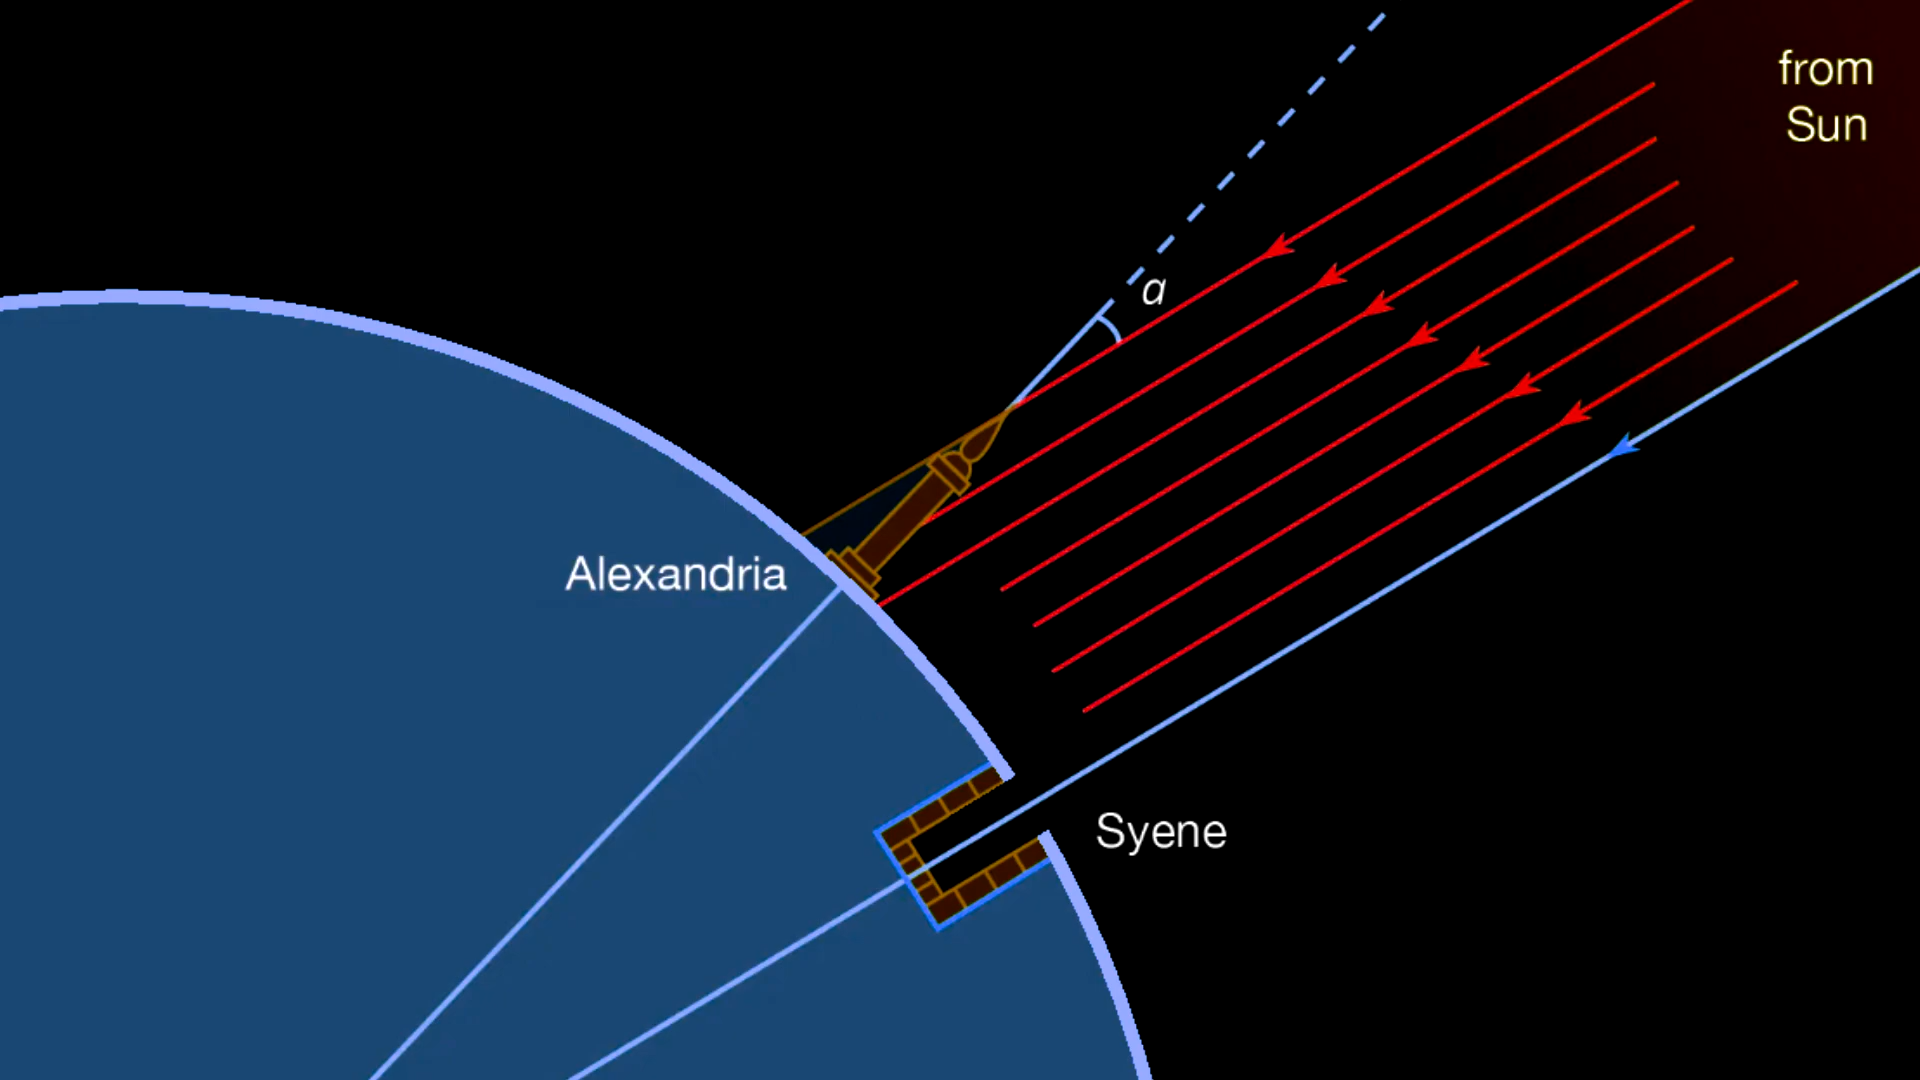 from
Sun
α
Alexandria
Syene